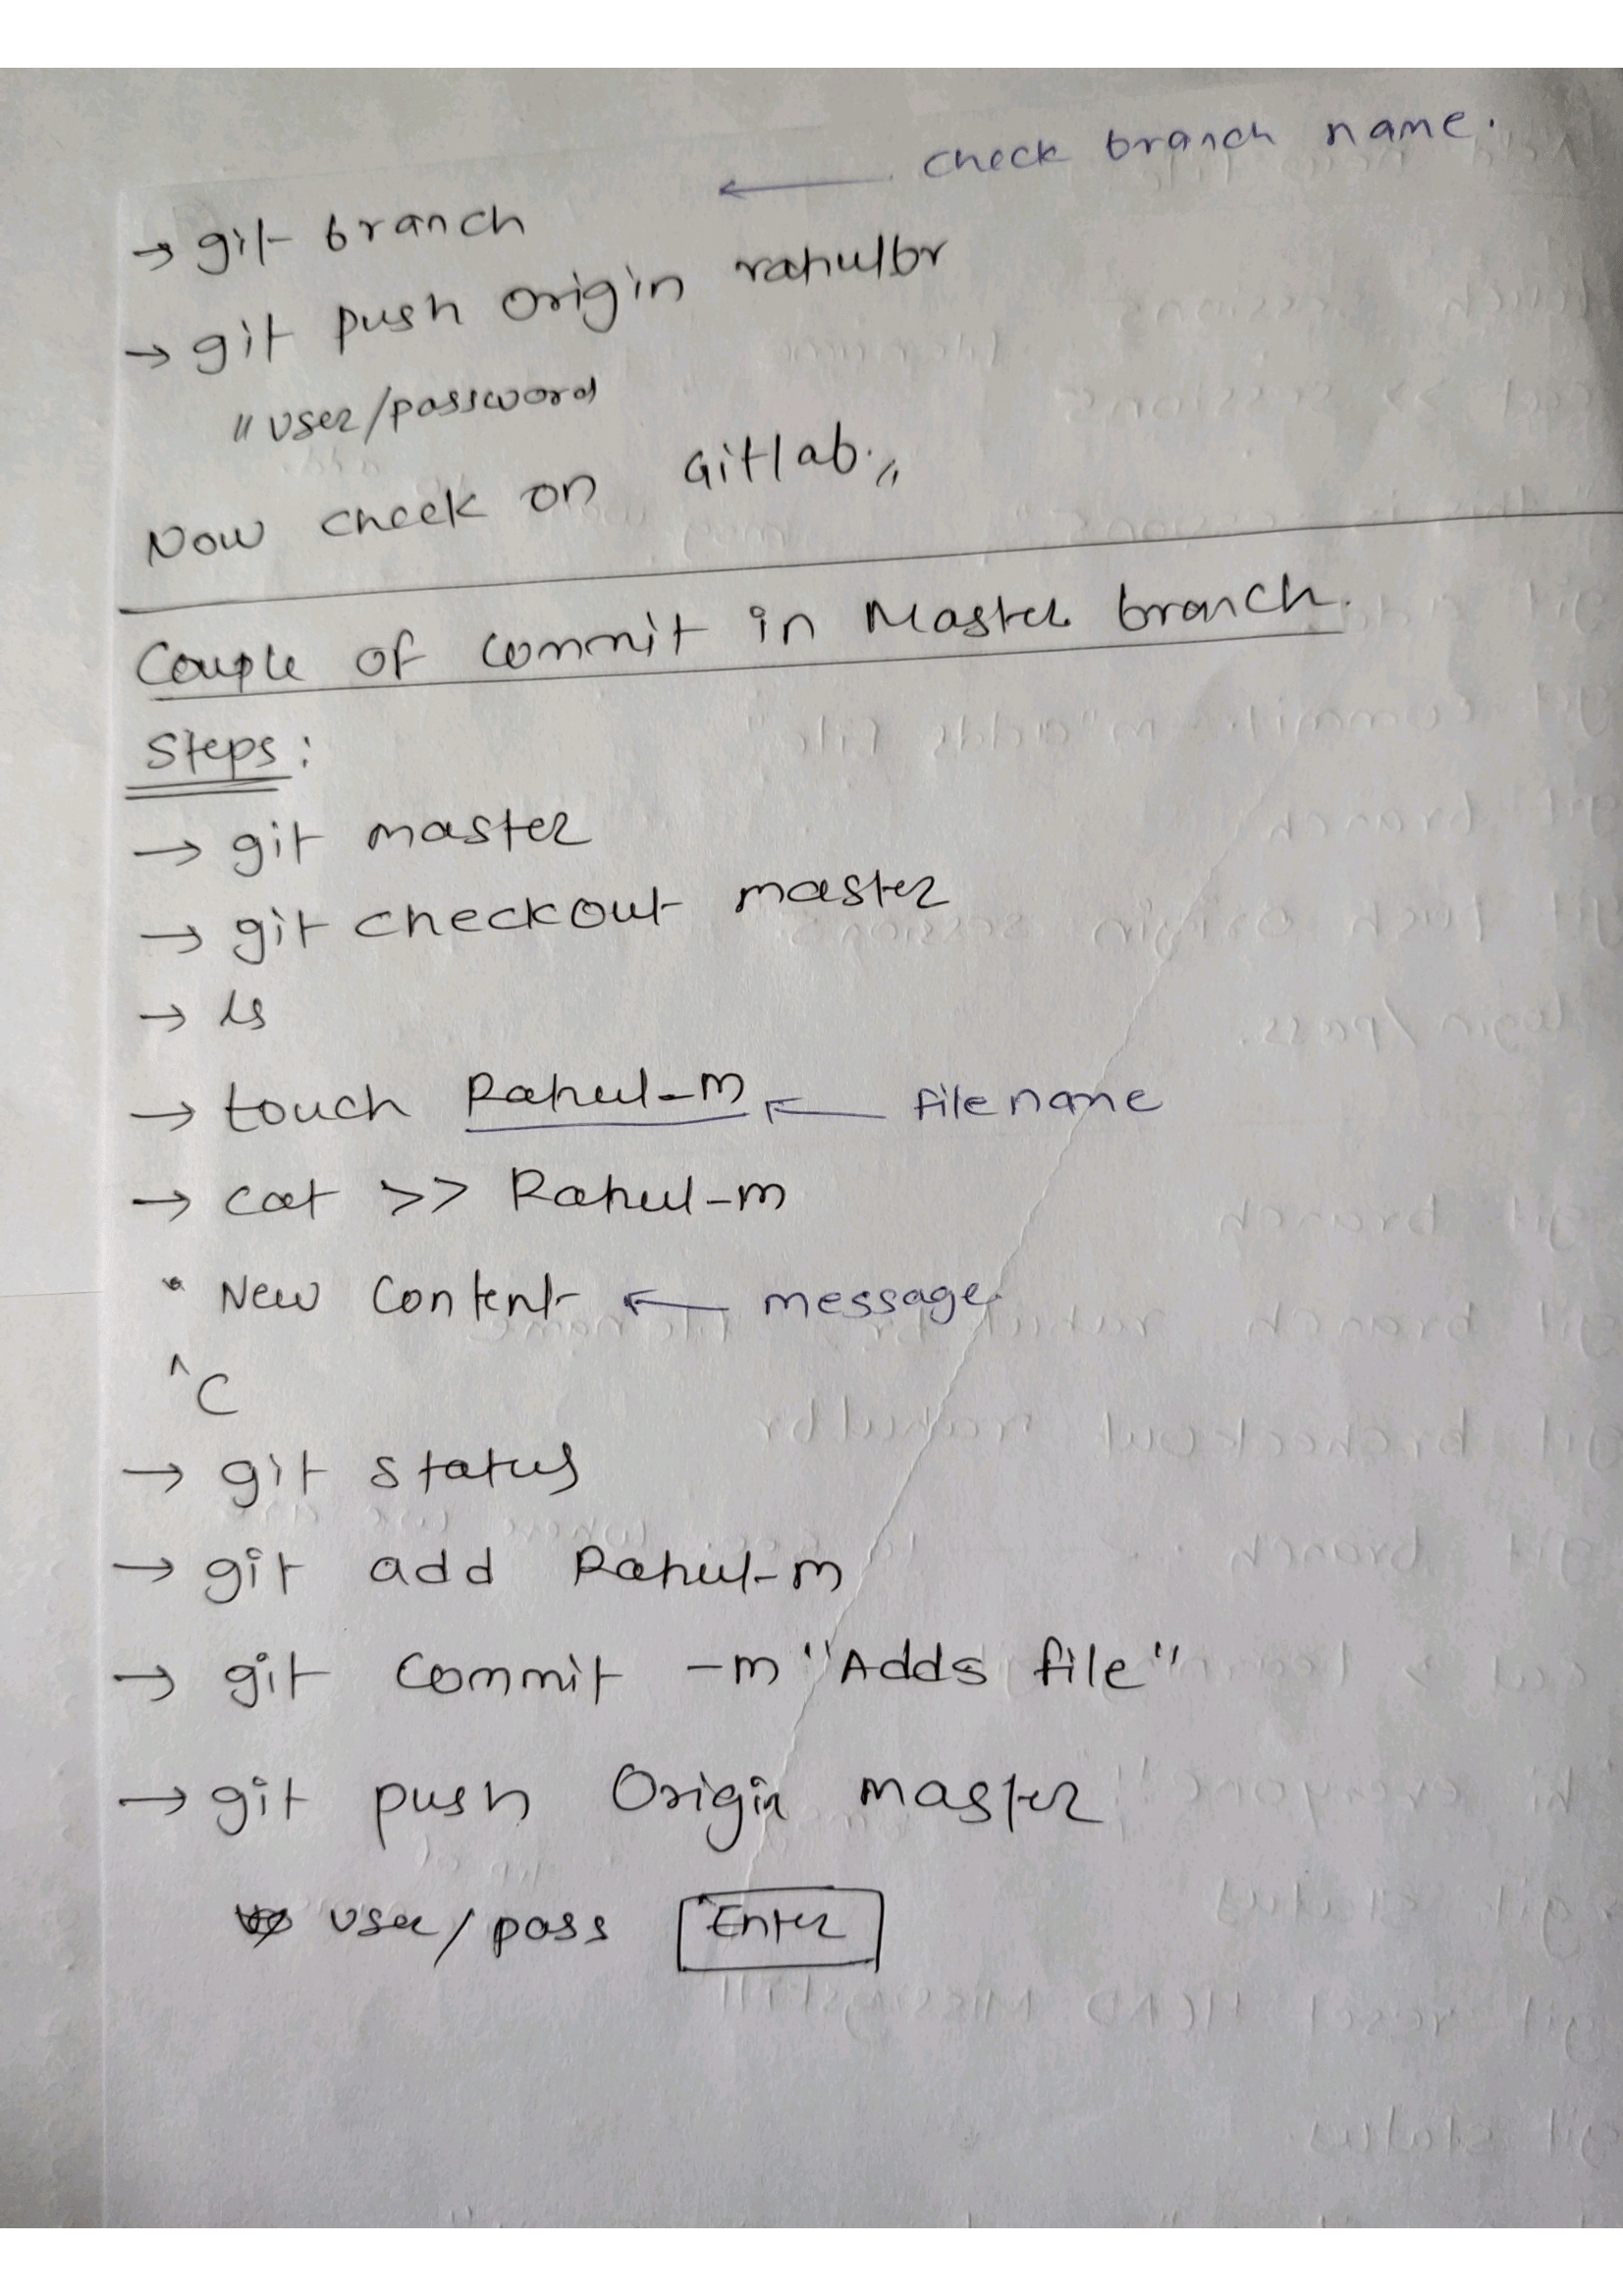 ← check branch name.
→ git branch
→ git push origin rahulbr
" user/password
Now check on Gitlab."
Couple of commit in Master branch.
Steps:
→ git master
→ git checkout master
→ ls
→ touch Rahul-m ← filename
→ cat >> Rahul-m
• New Content ← message.
^C
→ git status
→ git add Rahul-m
→ git commit -m "Adds file"
→ git push Origin master
user/pass Enter